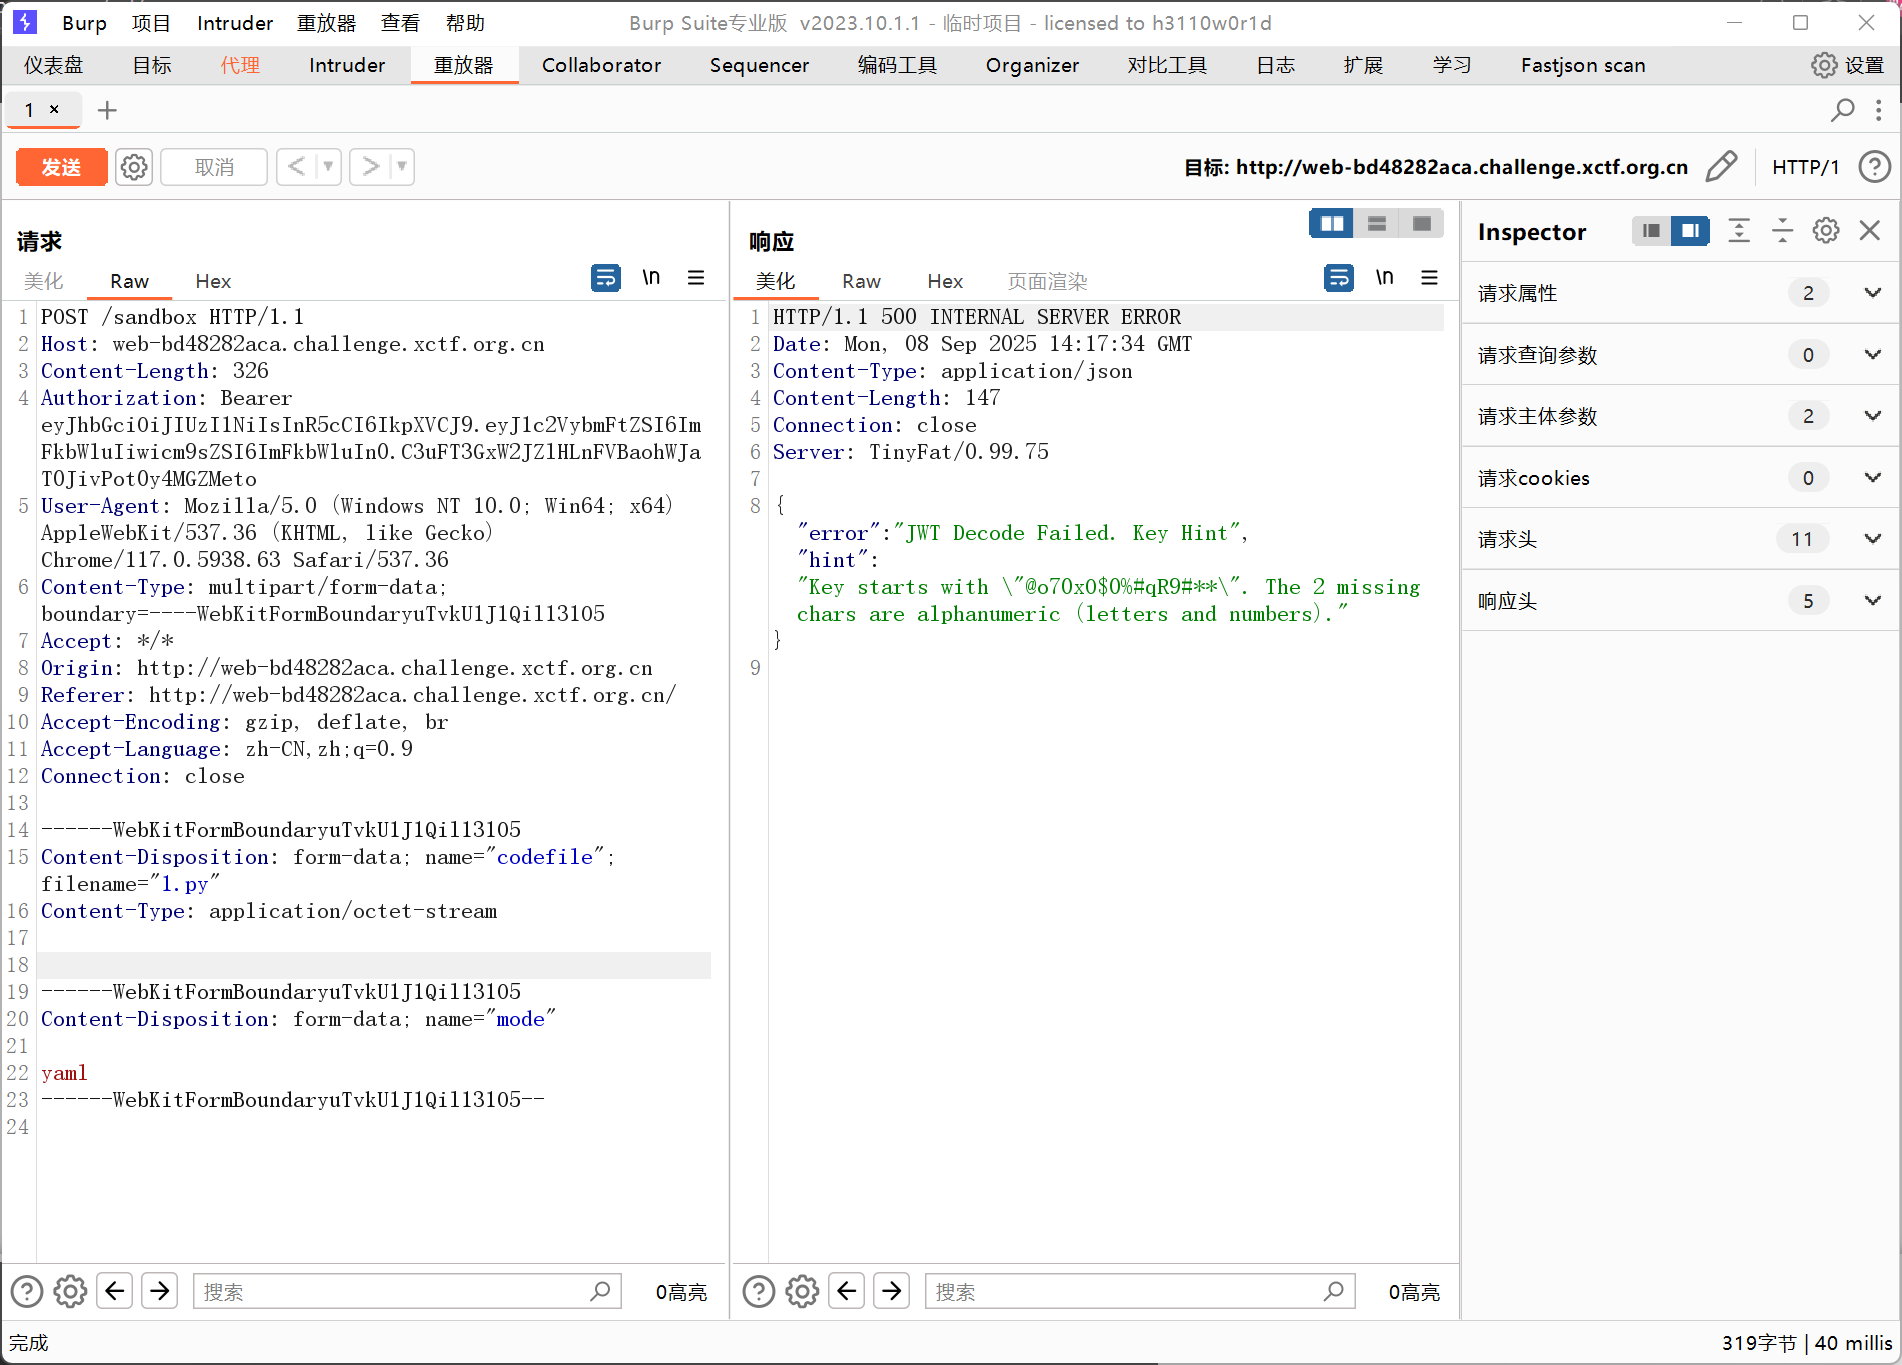 Burp 项目 Intruder 重放器 查看 帮助 Burp Suite专业版 v2023.10.1.1 - 临时项目 - licensed to h3110w0r1d
仪表盘 目标 代理 Intruder 重放器 Collaborator Sequencer 编码工具 Organizer 对比工具 日志 扩展 学习 Fastjson scan 设置
1 × +
发送 取消 < > 目标: http://web-bd48282aca.challenge.xctf.org.cn HTTP/1 ?
请求
美化 Raw Hex \n
1 POST /sandbox HTTP/1.1
2 Host: web-bd48282aca.challenge.xctf.org.cn
3 Content-Length: 326
4 Authorization: Bearer
eyJhbGciOiJIUzI1NiIsInR5cCI6IkpXVCJ9.eyJ1c2VybmFtZSI6Im
FkbWluIiwicm9sZSI6ImFkbWluIn0.C3uFT3GxW2JZlHLnFVBaohWJa
T0JivPotOy4MGZMeto
5 User-Agent: Mozilla/5.0 (Windows NT 10.0; Win64; x64)
AppleWebKit/537.36 (KHTML, like Gecko)
Chrome/117.0.5938.63 Safari/537.36
6 Content-Type: multipart/form-data;
boundary=----WebKitFormBoundaryuTvkU1J1Qil13105
7 Accept: */*
8 Origin: http://web-bd48282aca.challenge.xctf.org.cn
9 Referer: http://web-bd48282aca.challenge.xctf.org.cn/
10 Accept-Encoding: gzip, deflate, br
11 Accept-Language: zh-CN,zh;q=0.9
12 Connection: close
13
14 ------WebKitFormBoundaryuTvkU1J1Qil13105
15 Content-Disposition: form-data; name="codefile";
filename="1.py"
16 Content-Type: application/octet-stream
17
18
19 ------WebKitFormBoundaryuTvkU1J1Qil13105
20 Content-Disposition: form-data; name="mode"
21
22 yaml
23 ------WebKitFormBoundaryuTvkU1J1Qil13105--
24
? 搜索 0高亮
响应
美化 Raw Hex 页面渲染 \n
1 HTTP/1.1 500 INTERNAL SERVER ERROR
2 Date: Mon, 08 Sep 2025 14:17:34 GMT
3 Content-Type: application/json
4 Content-Length: 147
5 Connection: close
6 Server: TinyFat/0.99.75
7
8 {
"error":"JWT Decode Failed. Key Hint",
"hint":
"Key starts with \"@o70xO$0%#qR9#**\". The 2 missing
chars are alphanumeric (letters and numbers)."
}
9
? 搜索 0高亮
Inspector
请求属性 2
请求查询参数 0
请求主体参数 2
请求cookies 0
请求头 11
响应头 5
完成 319字节 | 40 millis